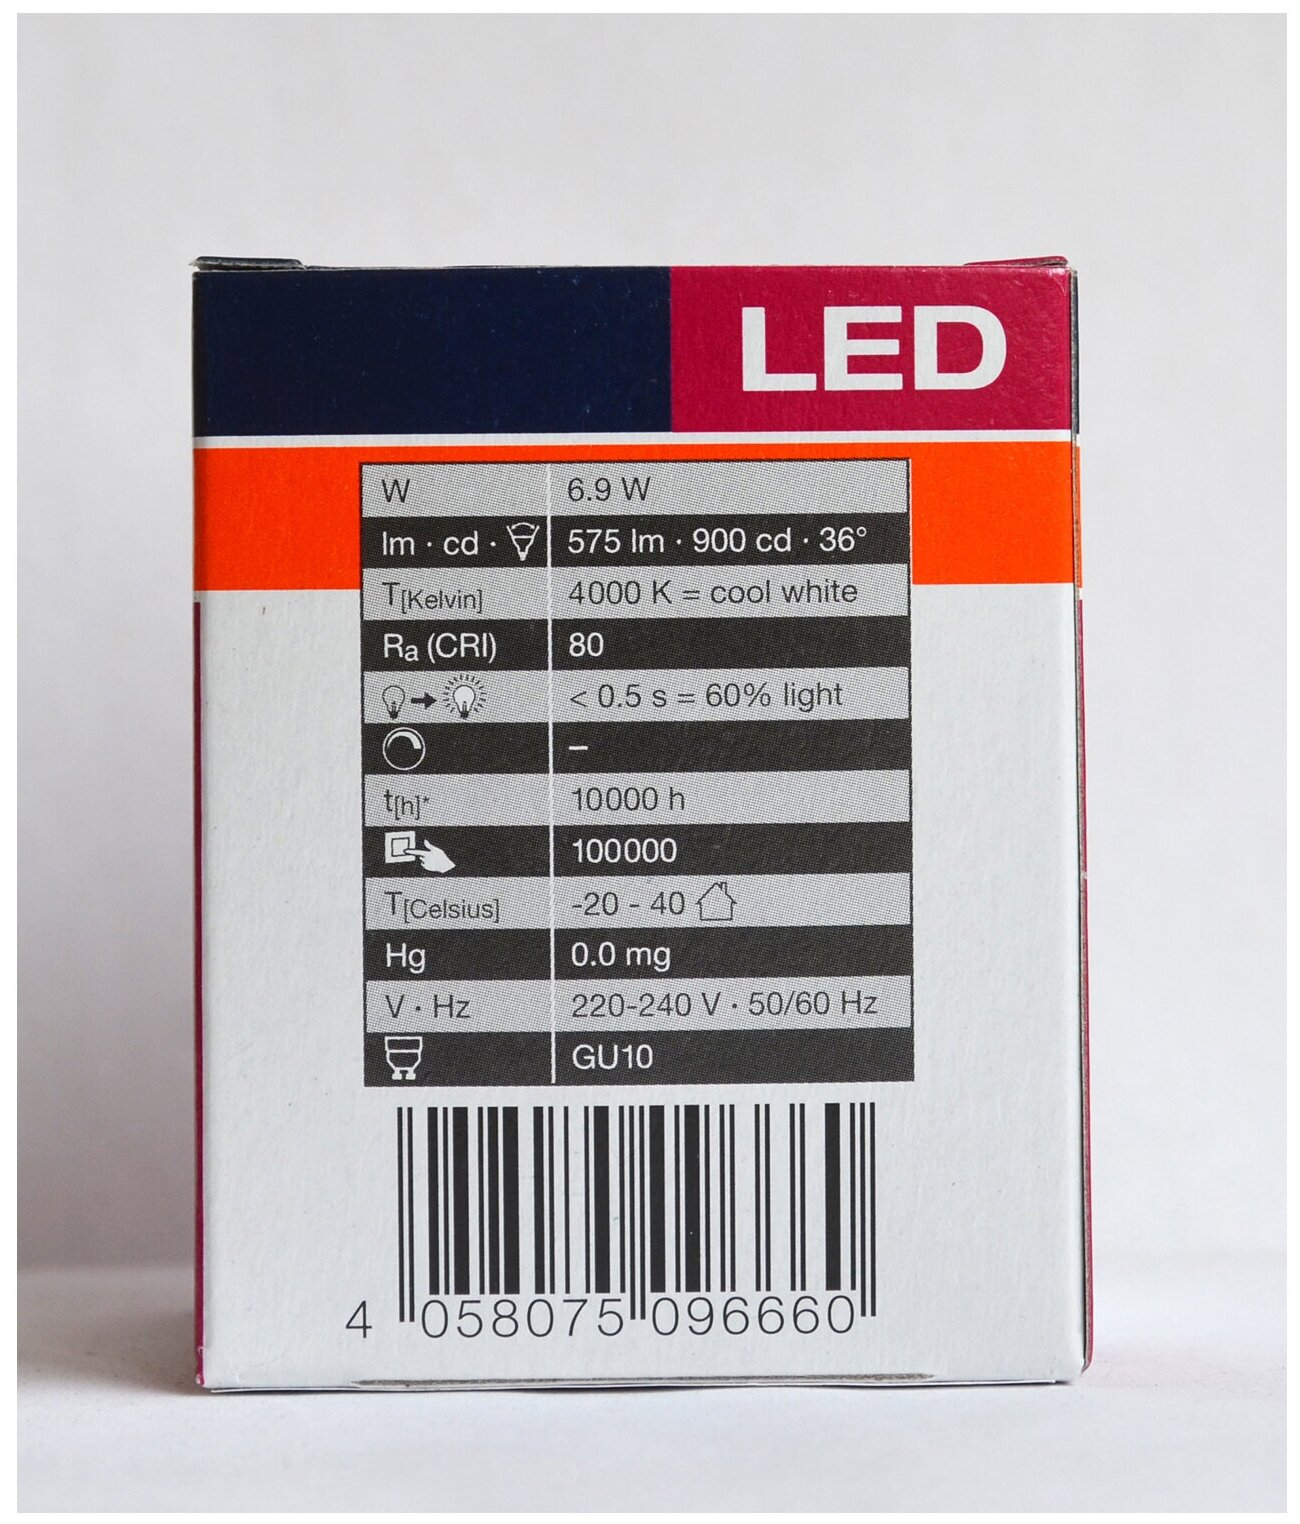 LED
W 6.9 W
lm · cd · 575 lm · 900 cd · 36°
T[Kelvin] 4000 K = cool white
Ra (CRI) 80
< 0.5 s = 60% light
–
t[h]* 10000 h
100000
T[Celsius] -20 - 40
Hg 0.0 mg
V · Hz 220-240 V · 50/60 Hz
GU10
4 058075 096660